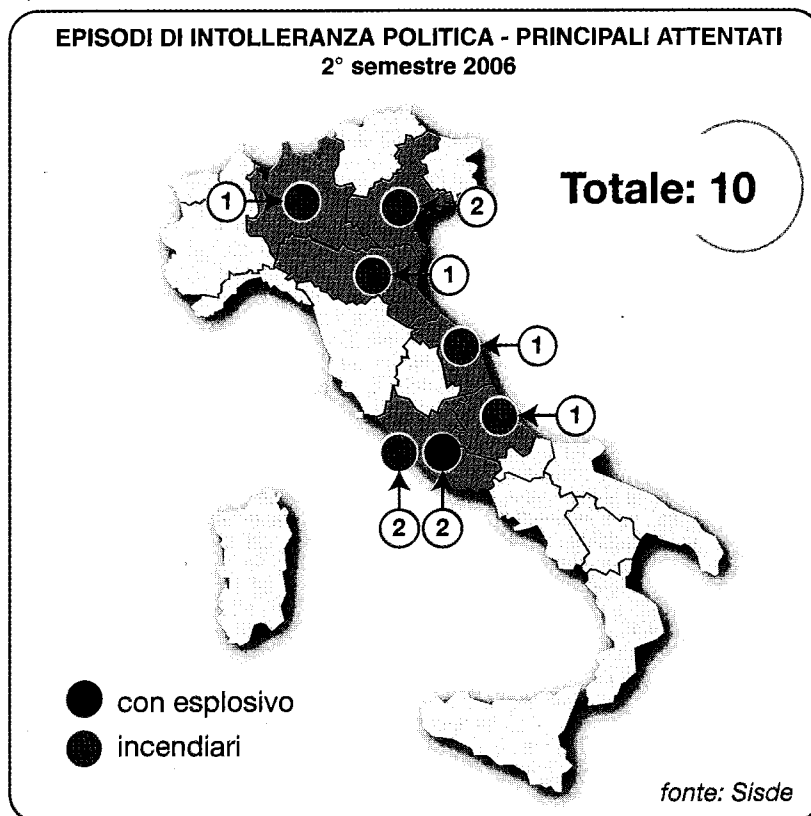 EPISODI DI INTOLLERANZA POLITICA - PRINCIPALI ATTENTATI
2° semestre 2006
Totale: 10
1
2
1
1
1
2 2
con esplosivo
incendiari
fonte: Sisde